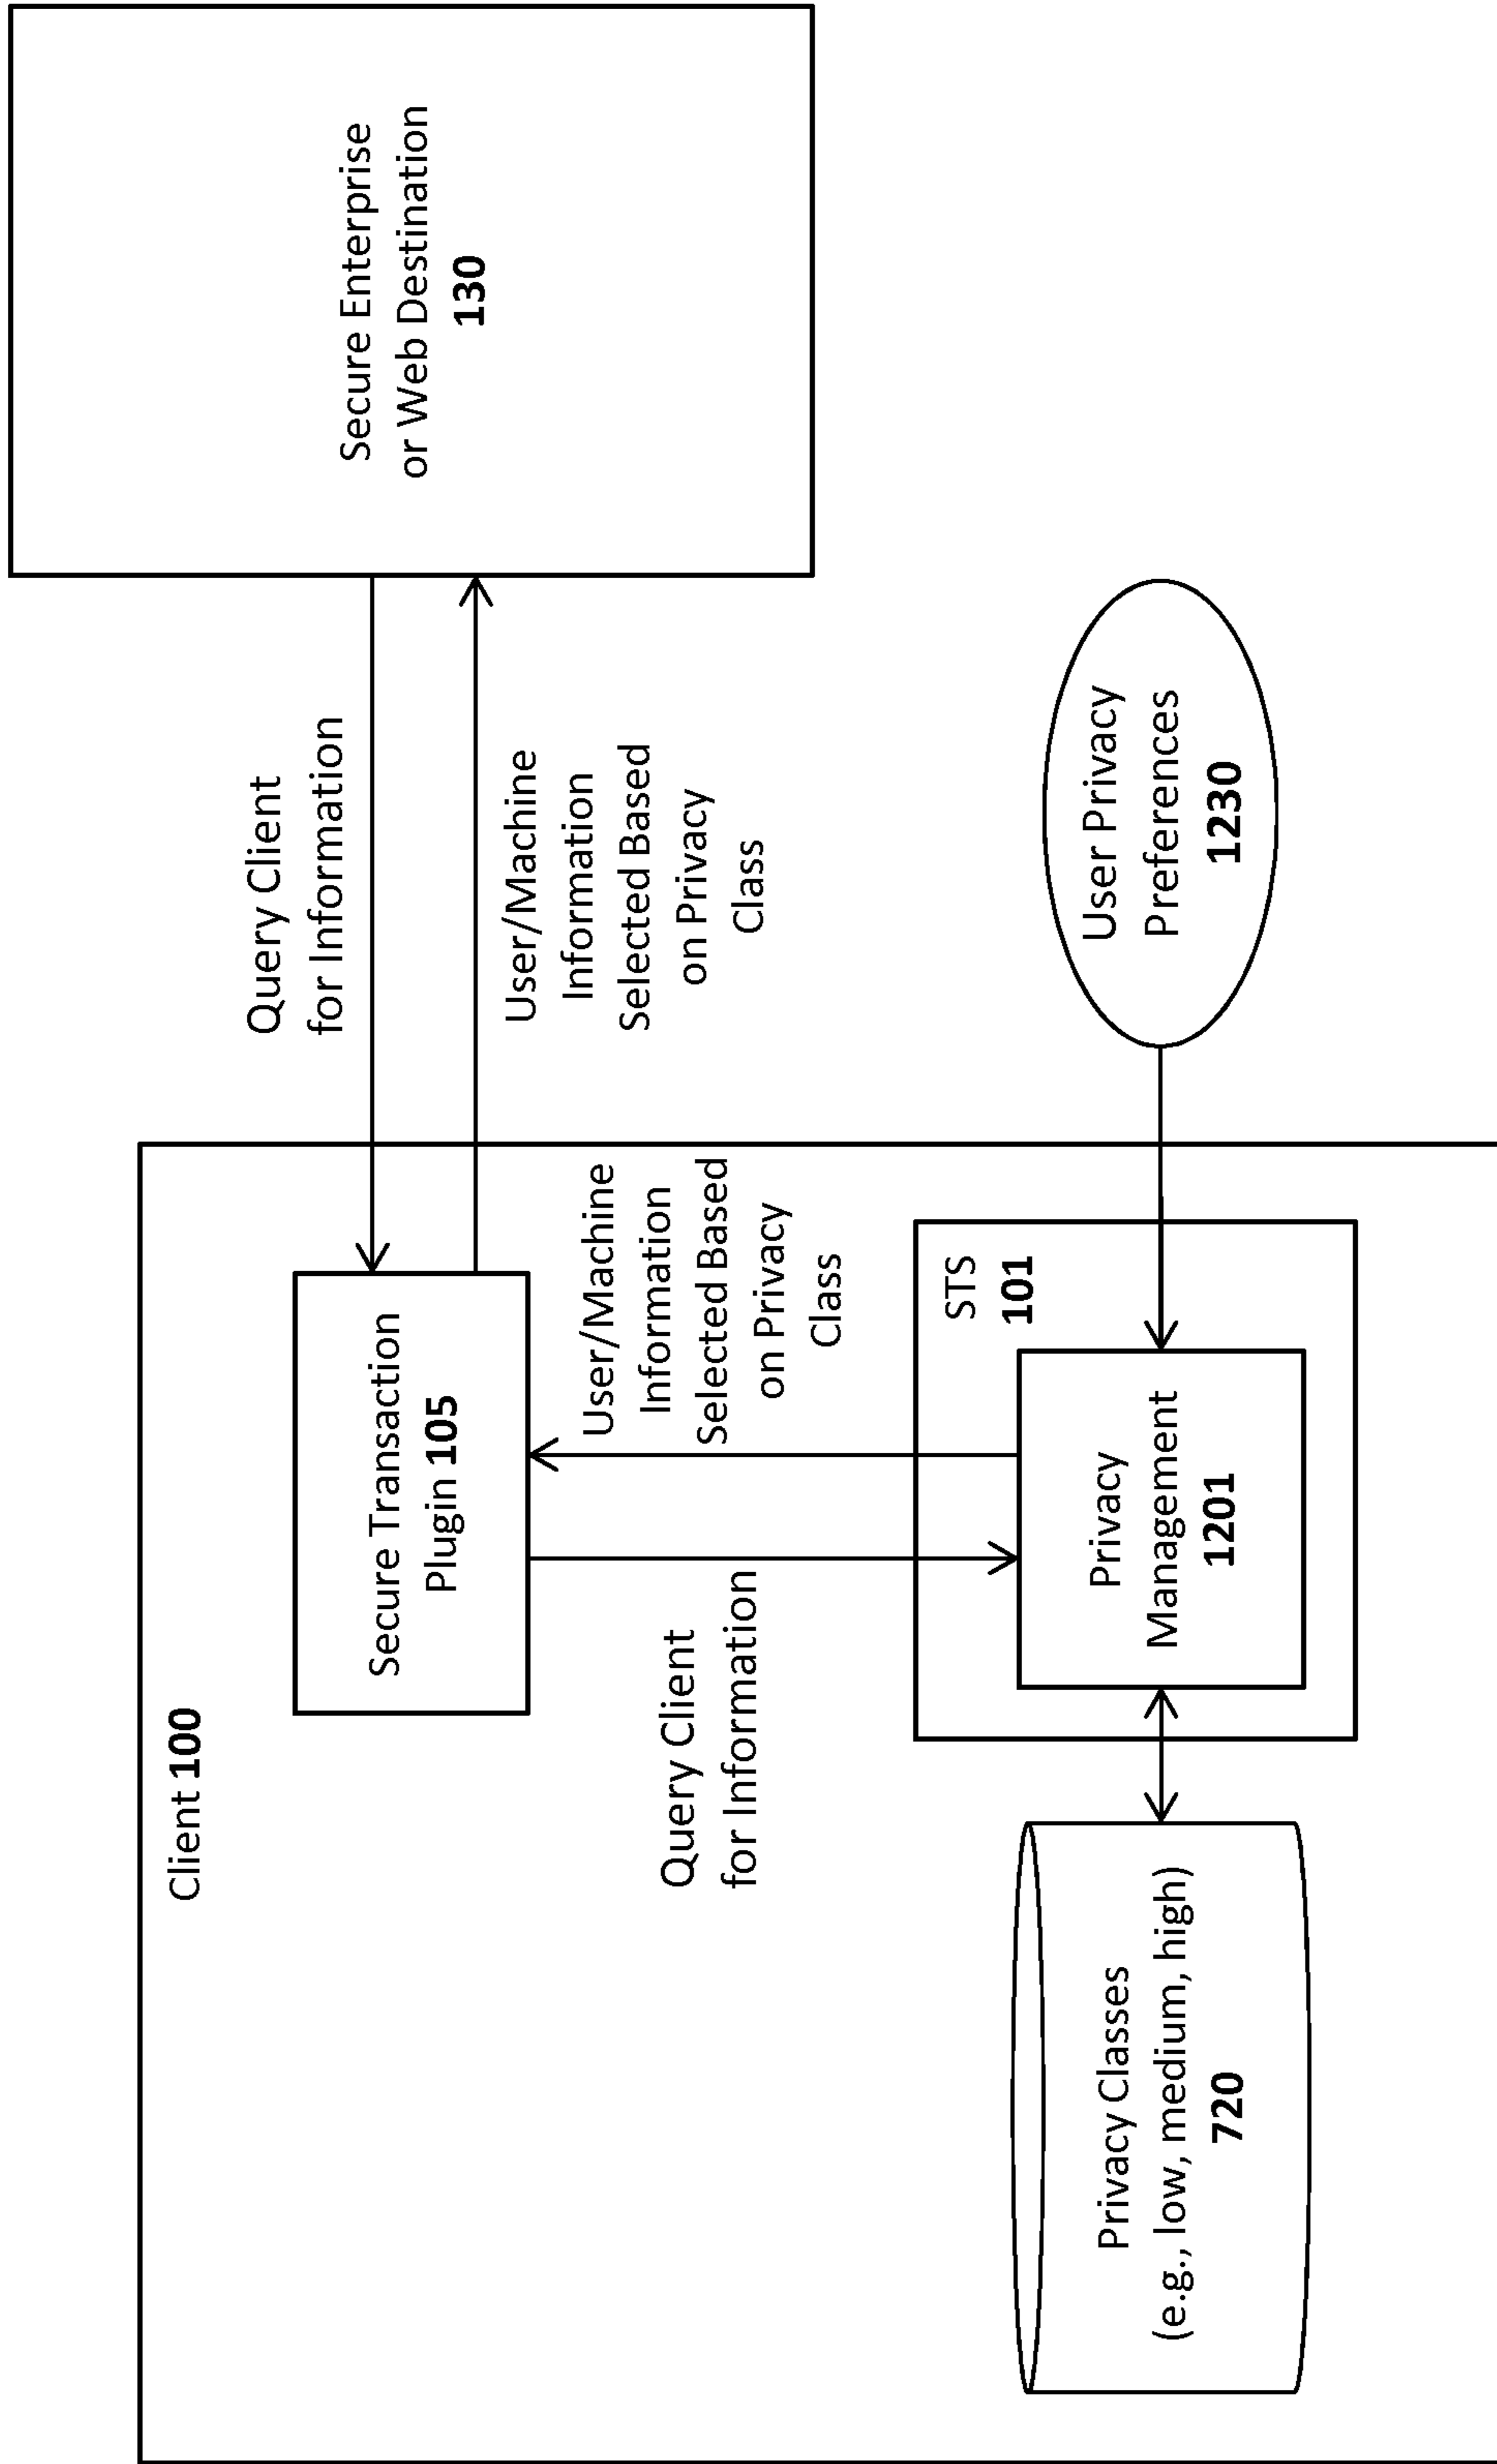 Client 100
Secure Transaction
Plugin 105
Query Client
for Information
User/Machine
Information
Selected Based
on Privacy
Class
Secure Enterprise
or Web Destination
130
Query Client
for Information
User/Machine
Information
Selected Based
on Privacy
Class
STS
101
Privacy
Management
1201
Privacy Classes
(e.g., low, medium, high)
720
User Privacy
Preferences
1230